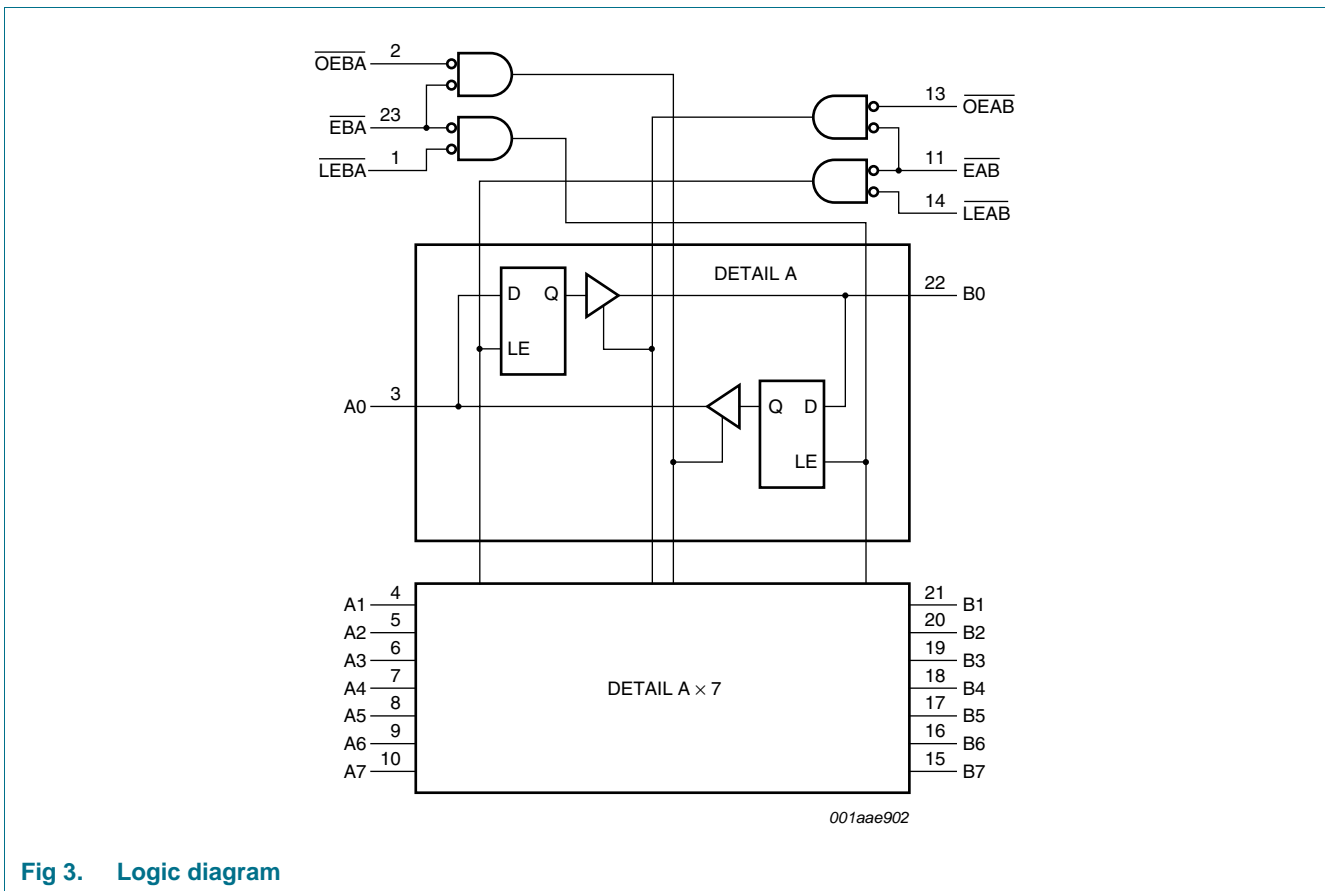 OEBA 2
EBA 23
LEBA 1
13 OEAB
11 EAB
14 LEAB
DETAIL A
D Q
LE
22 B0
A0 3
Q D
LE
A1 4
A2 5
A3 6
A4 7
A5 8
A6 9
A7 10
DETAIL A × 7
21 B1
20 B2
19 B3
18 B4
17 B5
16 B6
15 B7
001aae902
Fig 3. Logic diagram